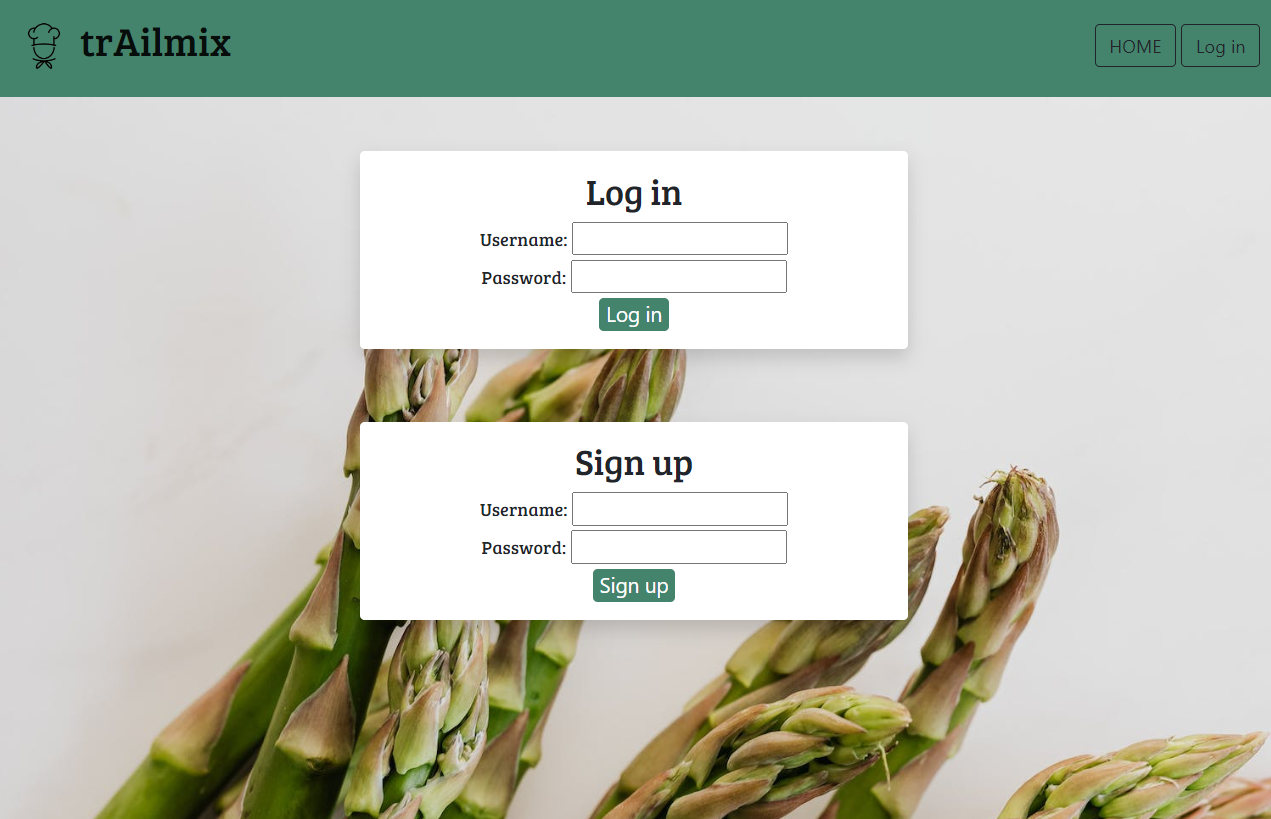 trAilmix
HOME Log in
Log in
Username:
Password:
Log in
Sign up
Username:
Password:
Sign up